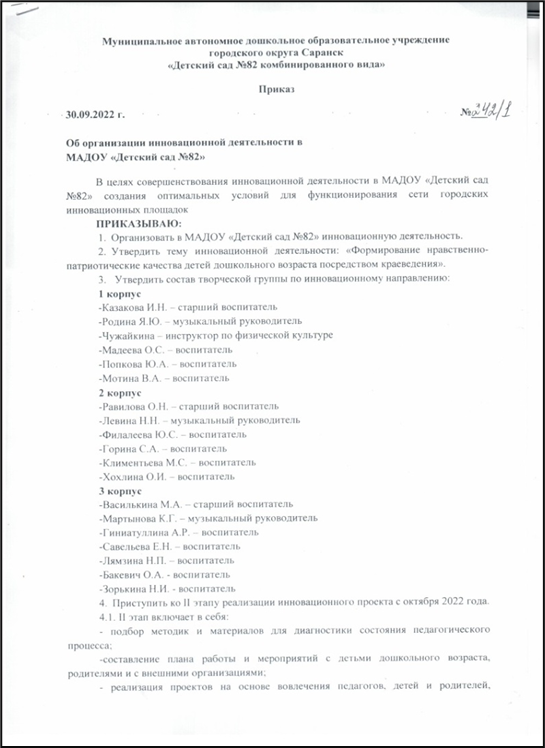 Муниципальное автономное дошкольное образовательное учреждение
городского округа Саранск
«Детский сад №82 комбинированного вида»
Приказ
30.09.2022 г. №242/1
Об организации инновационной деятельности в
МАДОУ «Детский сад №82»
В целях совершенствования инновационной деятельности в МАДОУ «Детский сад
№82» создания оптимальных условий для функционирования сети городских
инновационных площадок
ПРИКАЗЫВАЮ:
1. Организовать в МАДОУ «Детский сад №82» инновационную деятельность.
2. Утвердить тему инновационной деятельности: «Формирование нравственно-
патриотические качества детей дошкольного возраста посредством краеведения».
3. Утвердить состав творческой группы по инновационному направлению:
1 корпус
-Казакова И.Н. – старший воспитатель
-Родина Я.Ю. – музыкальный руководитель
-Чужайкина – инструктор по физической культуре
-Мадеева О.С. – воспитатель
-Попкова Ю.А. – воспитатель
-Мотина В.А. – воспитатель
2 корпус
-Равилова О.Н. – старший воспитатель
-Левина Н.Н. – музыкальный руководитель
-Филалеева Ю.С. – воспитатель
-Горина С.А. – воспитатель
-Климентьева М.С. – воспитатель
-Хохлина О.И. – воспитатель
3 корпус
-Василькина М.А. – старший воспитатель
-Мартынова К.Г. – музыкальный руководитель
-Гиниатуллина А.Р. – воспитатель
-Савельева Е.Н. – воспитатель
-Лямзина Н.П. – воспитатель
-Бакевич О.А. - воспитатель
-Зорькина Н.И. - воспитатель
4. Приступить ко II этапу реализации инновационного проекта с октября 2022 года.
4.1. II этап включает в себя:
- подбор методик и материалов для диагностики состояния педагогического
процесса;
-составление плана работы и мероприятий с детьми дошкольного возраста,
родителями и с внешними организациями;
- реализация проектов на основе вовлечения педагогов, детей и родителей,